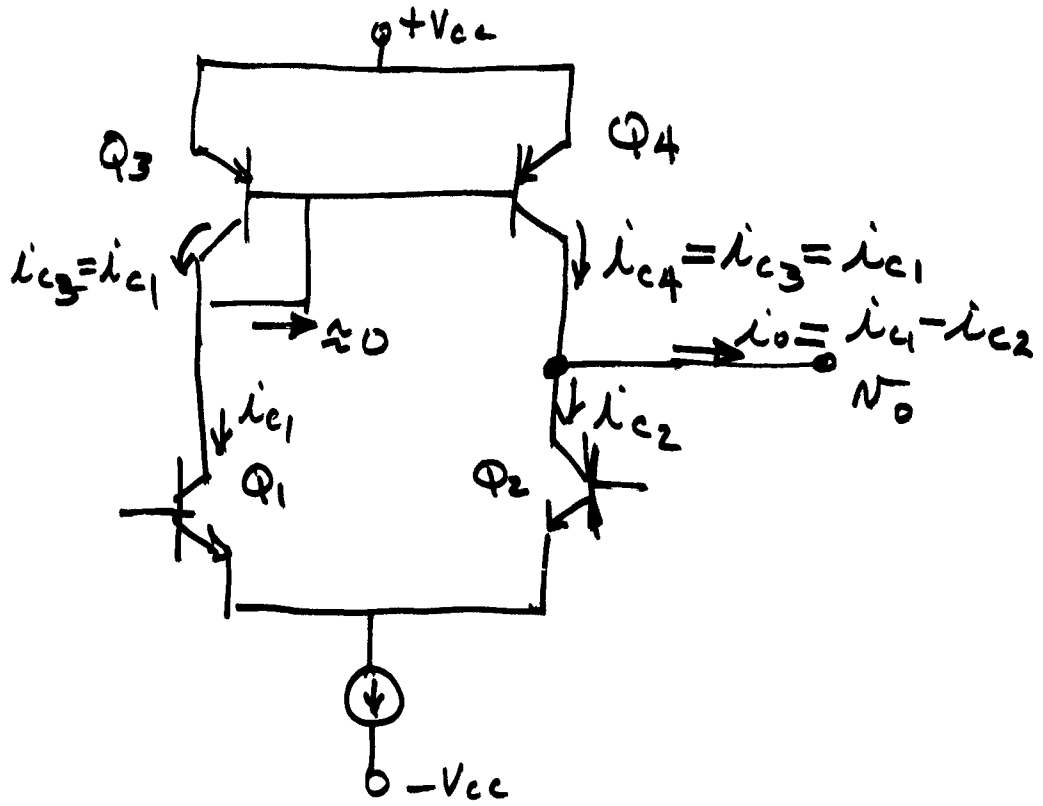 +Vcc
Q3
Q4
ic3=ic1
ic4=ic3=ic1
≈0
io=ic1-ic2
vo
ic1
ic2
Q1
Q2
-Vcc